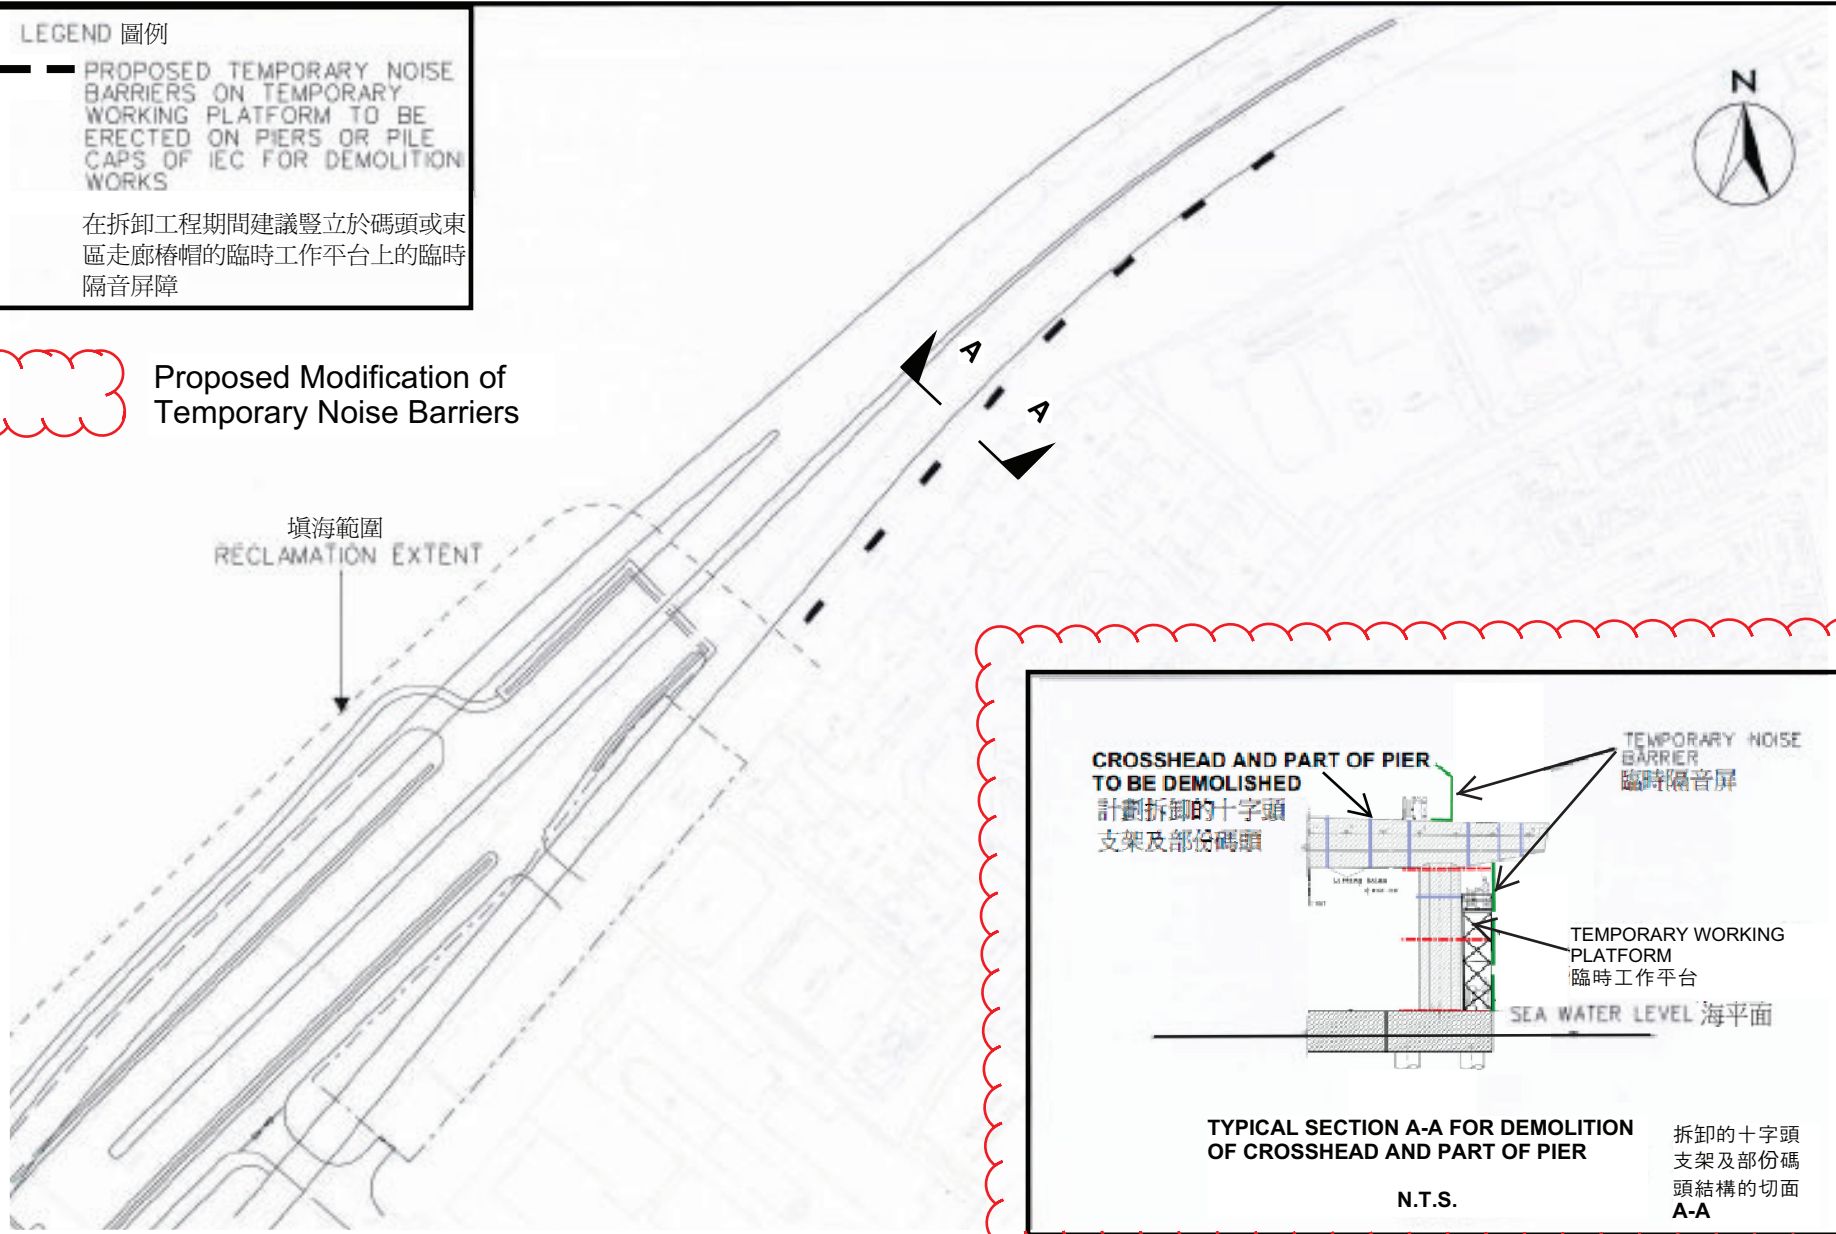 LEGEND 圖例
PROPOSED TEMPORARY NOISE
BARRIERS ON TEMPORARY
WORKING PLATFORM TO BE
ERECTED ON PIERS OR PILE
CAPS OF IEC FOR DEMOLITION
WORKS
在拆卸工程期間建議豎立於碼頭或東
區走廊樁帽的臨時工作平台上的臨時
隔音屏障
Proposed Modification of
Temporary Noise Barriers
N
A
A
填海範圍
RECLAMATION EXTENT
CROSSHEAD AND PART OF PIER
TO BE DEMOLISHED
計劃拆卸的十字頭
支架及部份碼頭
TEMPORARY NOISE
BARRIER
臨時隔音屏
TEMPORARY WORKING
PLATFORM
臨時工作平台
SEA WATER LEVEL 海平面
TYPICAL SECTION A-A FOR DEMOLITION
OF CROSSHEAD AND PART OF PIER
N.T.S.
拆卸的十字頭
支架及部份碼
頭結構的切面
A-A